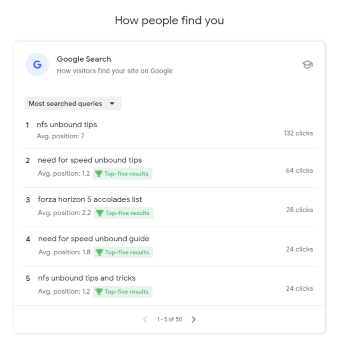 How people find you
G
Google Search
How visitors find your site on Google
Most searched queries
1 nfs unbound tips
Avg. position: 7
132 clicks
2 need for speed unbound tips
Avg. position: 1.2 Top-five results
64 clicks
3 forza horizon 5 accolades list
Avg. position: 2.2 Top-five results
28 clicks
4 need for speed unbound guide
Avg. position: 1.8 Top-five results
24 clicks
5 nfs unbound tips and tricks
Avg. position: 1.2 Top-five results
24 clicks
1–5 of 50